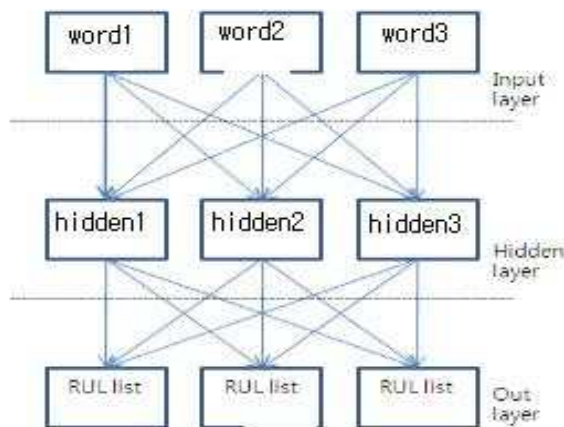 word1
word2
word3
Input
layer
hidden1
hidden2
hidden3
Hidden
layer
RUL list
RUL list
RUL list
Out
layer